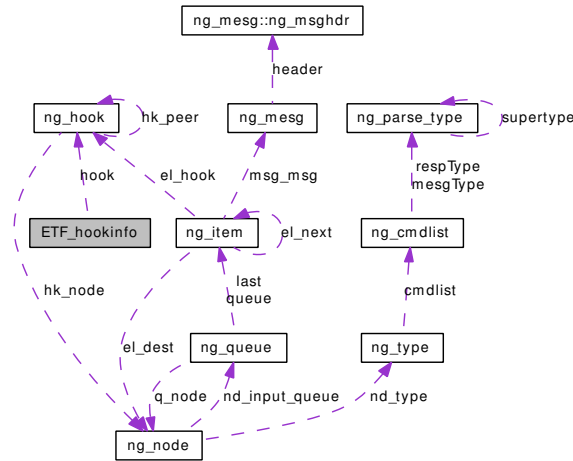 ng_mesg::ng_msghdr
header
ng_hook
hk_peer
ng_mesg
ng_parse_type
supertype
hook
el_hook
msg_msg
respType
mesgType
ETF_hookinfo
ng_item
el_next
ng_cmdlist
hk_node
last
queue
cmdlist
el_dest
ng_queue
ng_type
q_node
nd_input_queue
nd_type
ng_node